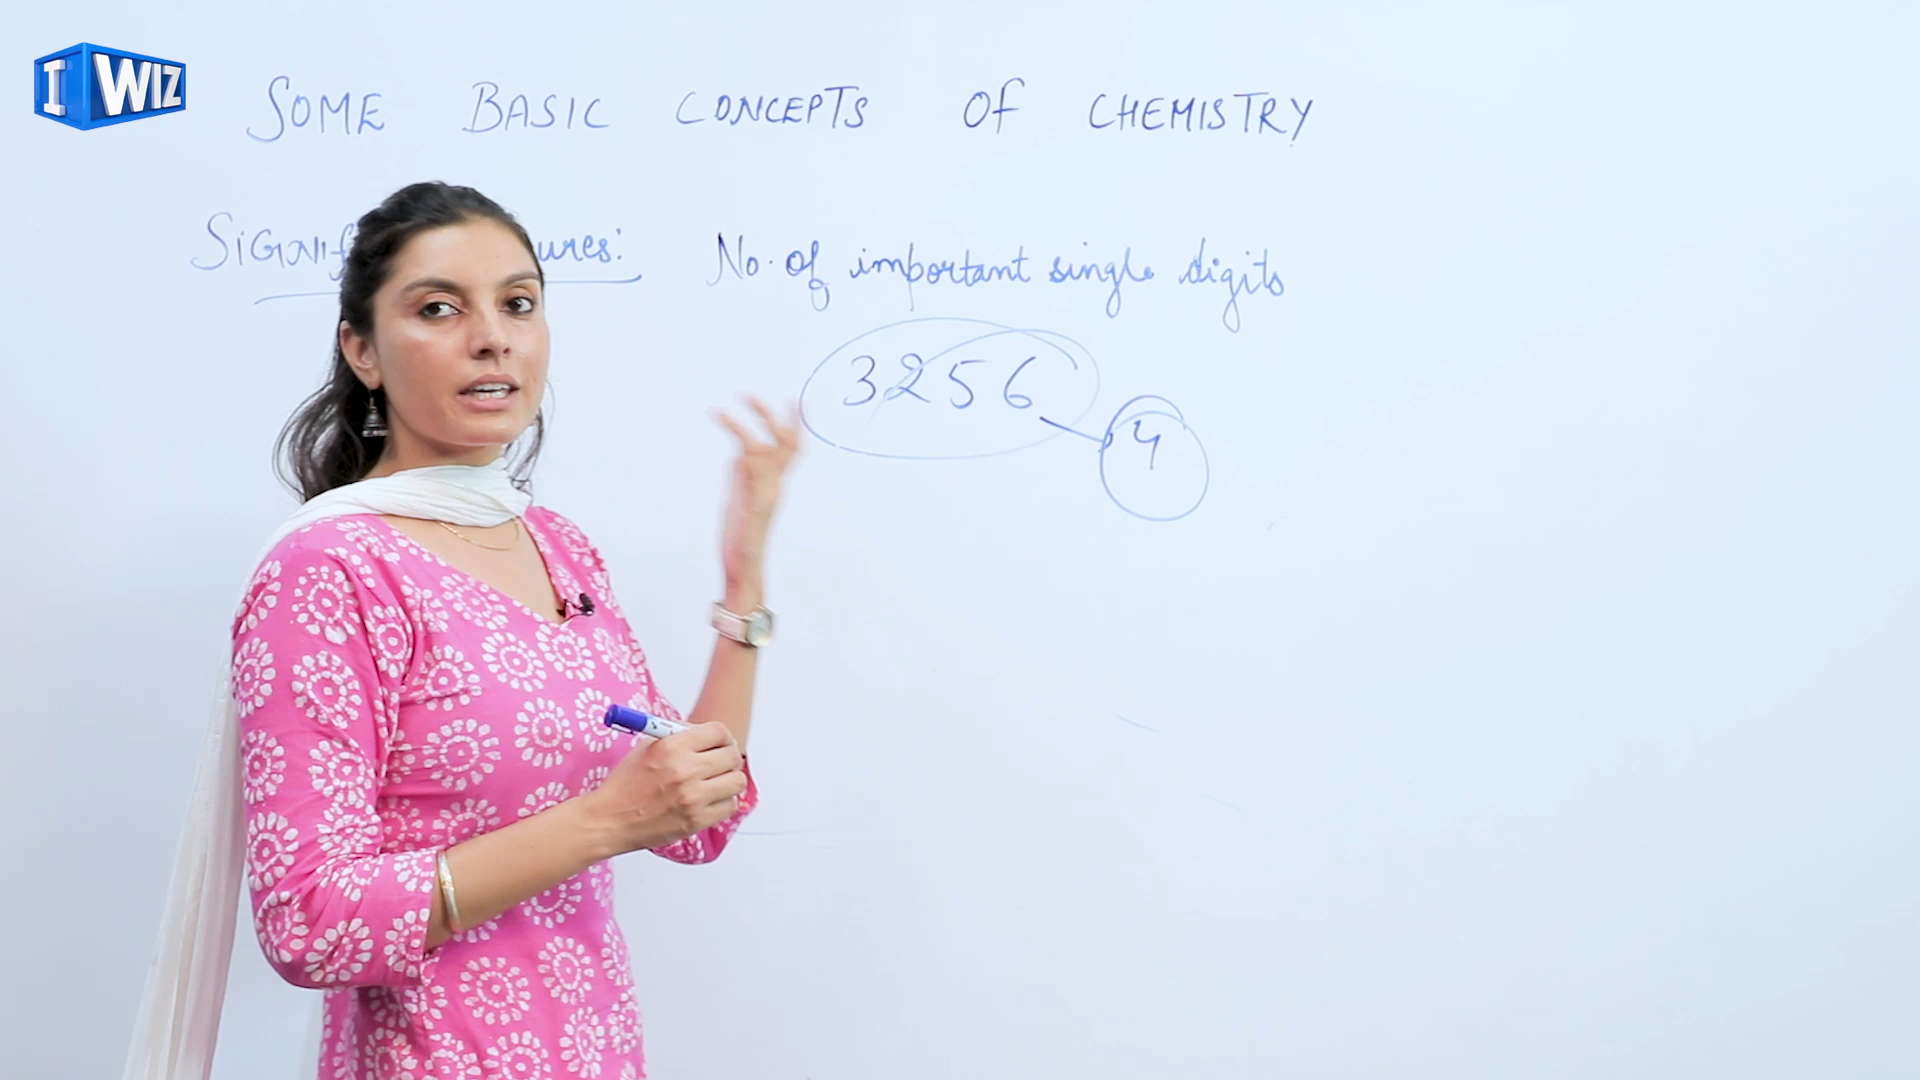 I WIZ
SOME BASIC CONCEPTS OF CHEMISTRY
No. of important single digits
3256
4